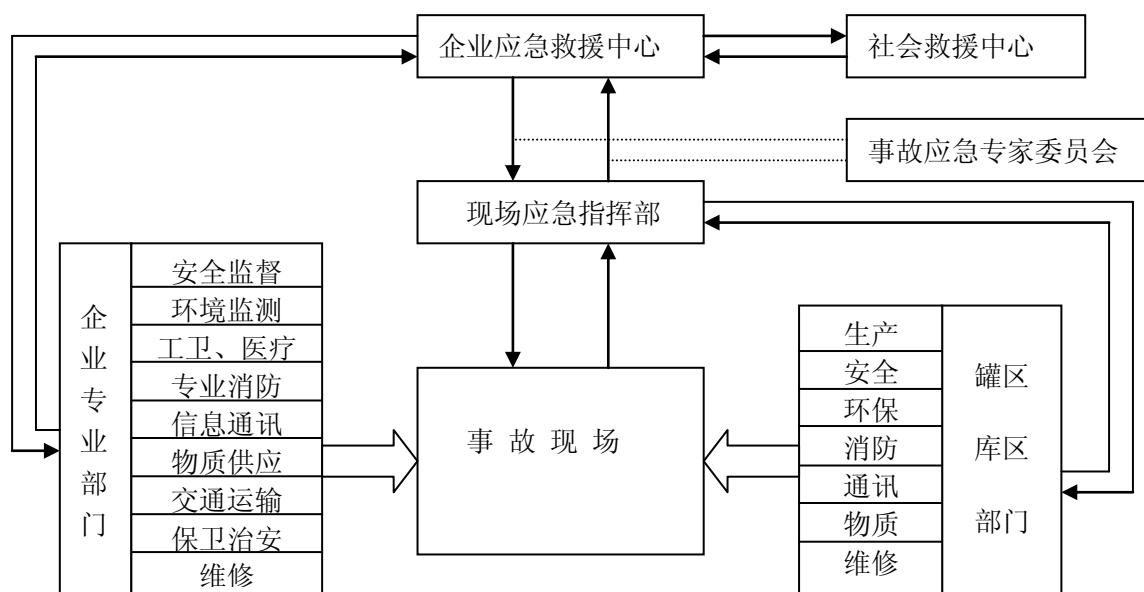 企业应急救援中心
社会救援中心
事故应急专家委员会
现场应急指挥部
企业专业部门
安全监督
环境监测
工卫、医疗
专业消防
信息通讯
物质供应
交通运输
保卫治安
维修
事故现场
生产
安全
环保
消防
通讯
物质
维修
罐区
库区
部门